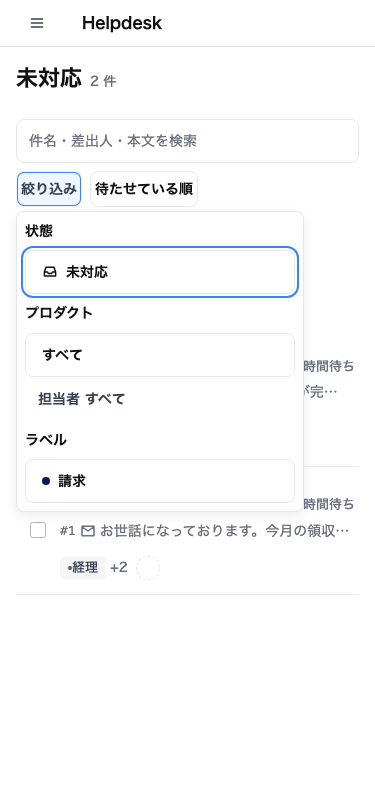 Helpdesk
未対応 2 件
件名・差出人・本文を検索
絞り込み 待たせている順
状態
未対応
プロダクト
すべて
時間待ち
が完…
担当者 すべて
ラベル
請求
時間待ち
#1 お世話になっております。今月の領収…
•経理 +2